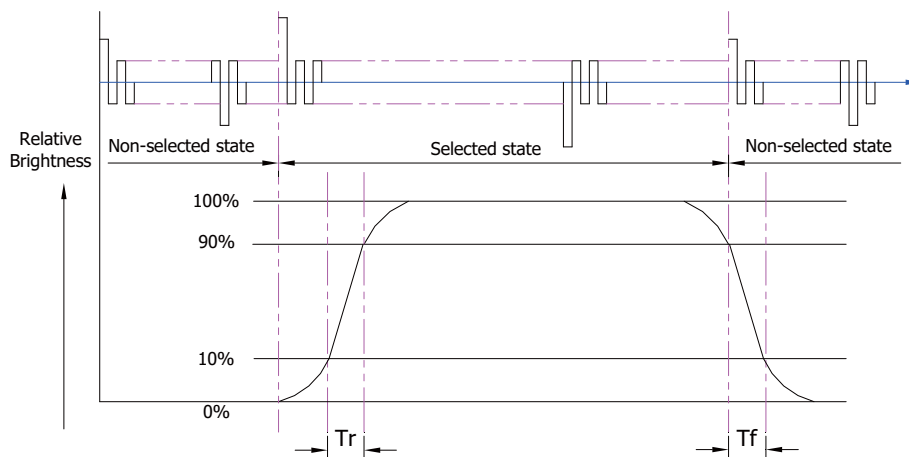 Relative
Brightness
Non-selected state
Selected state
Non-selected state
100%
90%
10%
0%
Tr
Tf